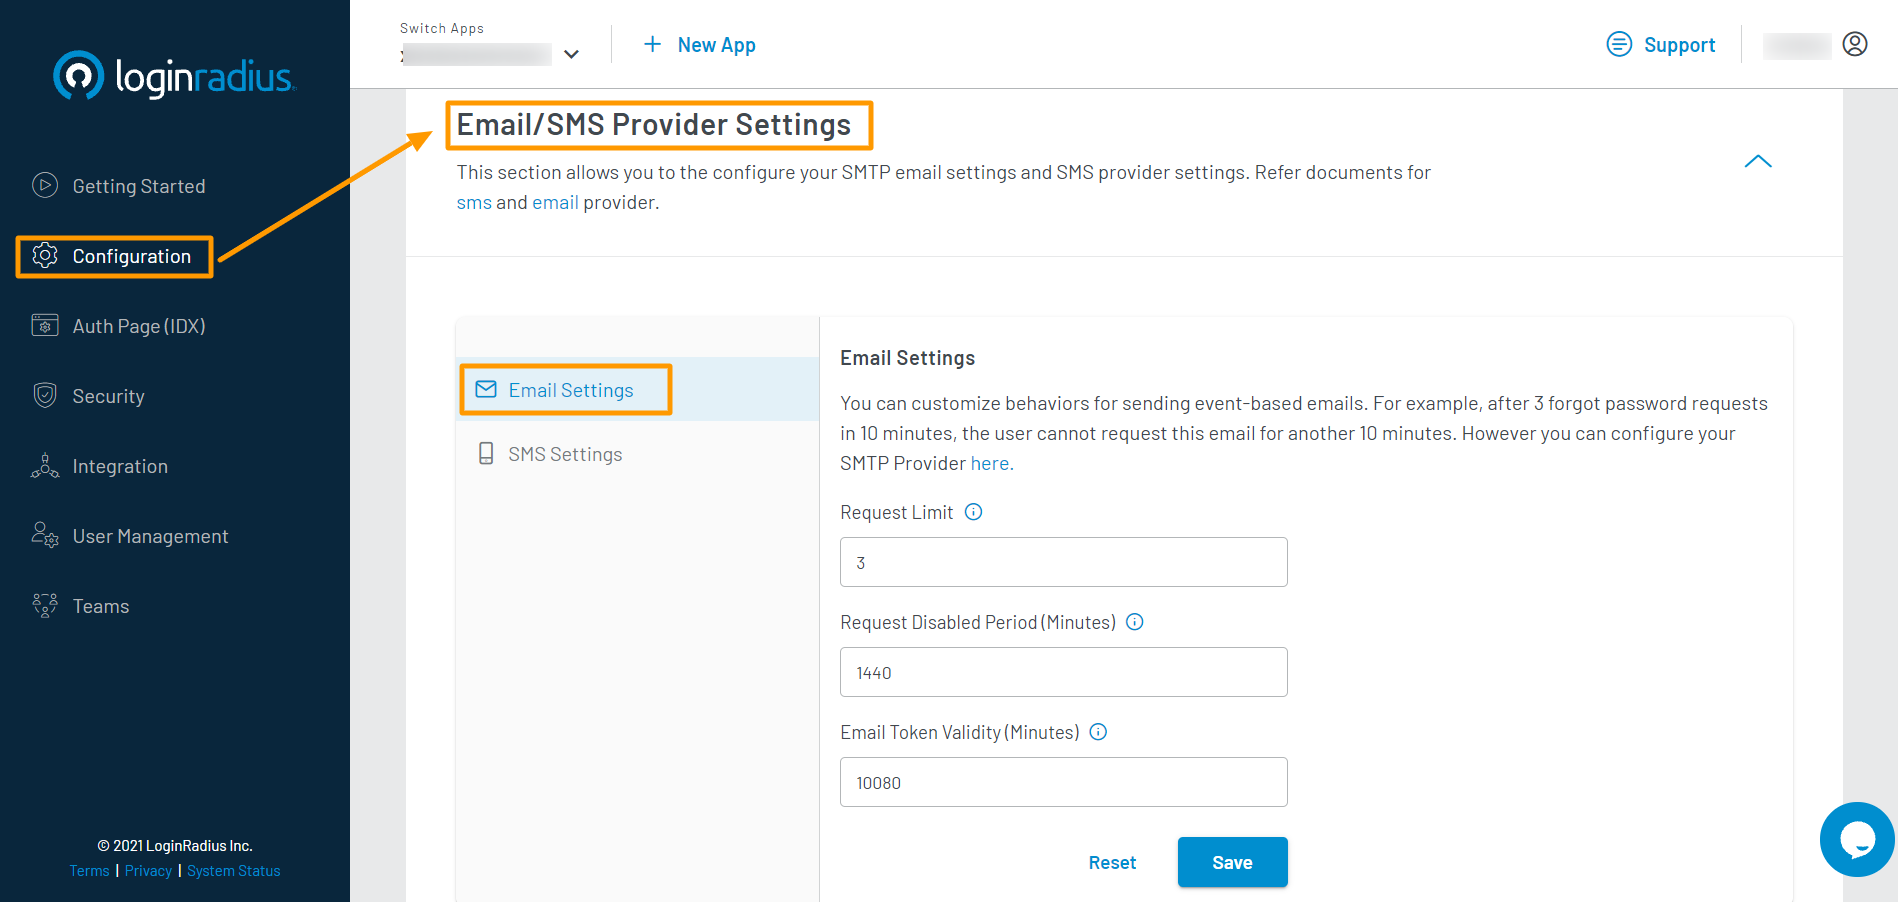 loginradius
Getting Started
Configuration
Auth Page (IDX)
Security
Integration
User Management
Teams
© 2021 LoginRadius Inc.
Terms | Privacy | System Status
Switch Apps
+ New App
Support
Email/SMS Provider Settings
This section allows you to the configure your SMTP email settings and SMS provider settings. Refer documents for
sms and email provider.
Email Settings
SMS Settings
Email Settings
You can customize behaviors for sending event-based emails. For example, after 3 forgot password requests
in 10 minutes, the user cannot request this email for another 10 minutes. However you can configure your
SMTP Provider here.
Request Limit
3
Request Disabled Period (Minutes)
1440
Email Token Validity (Minutes)
10080
Reset
Save